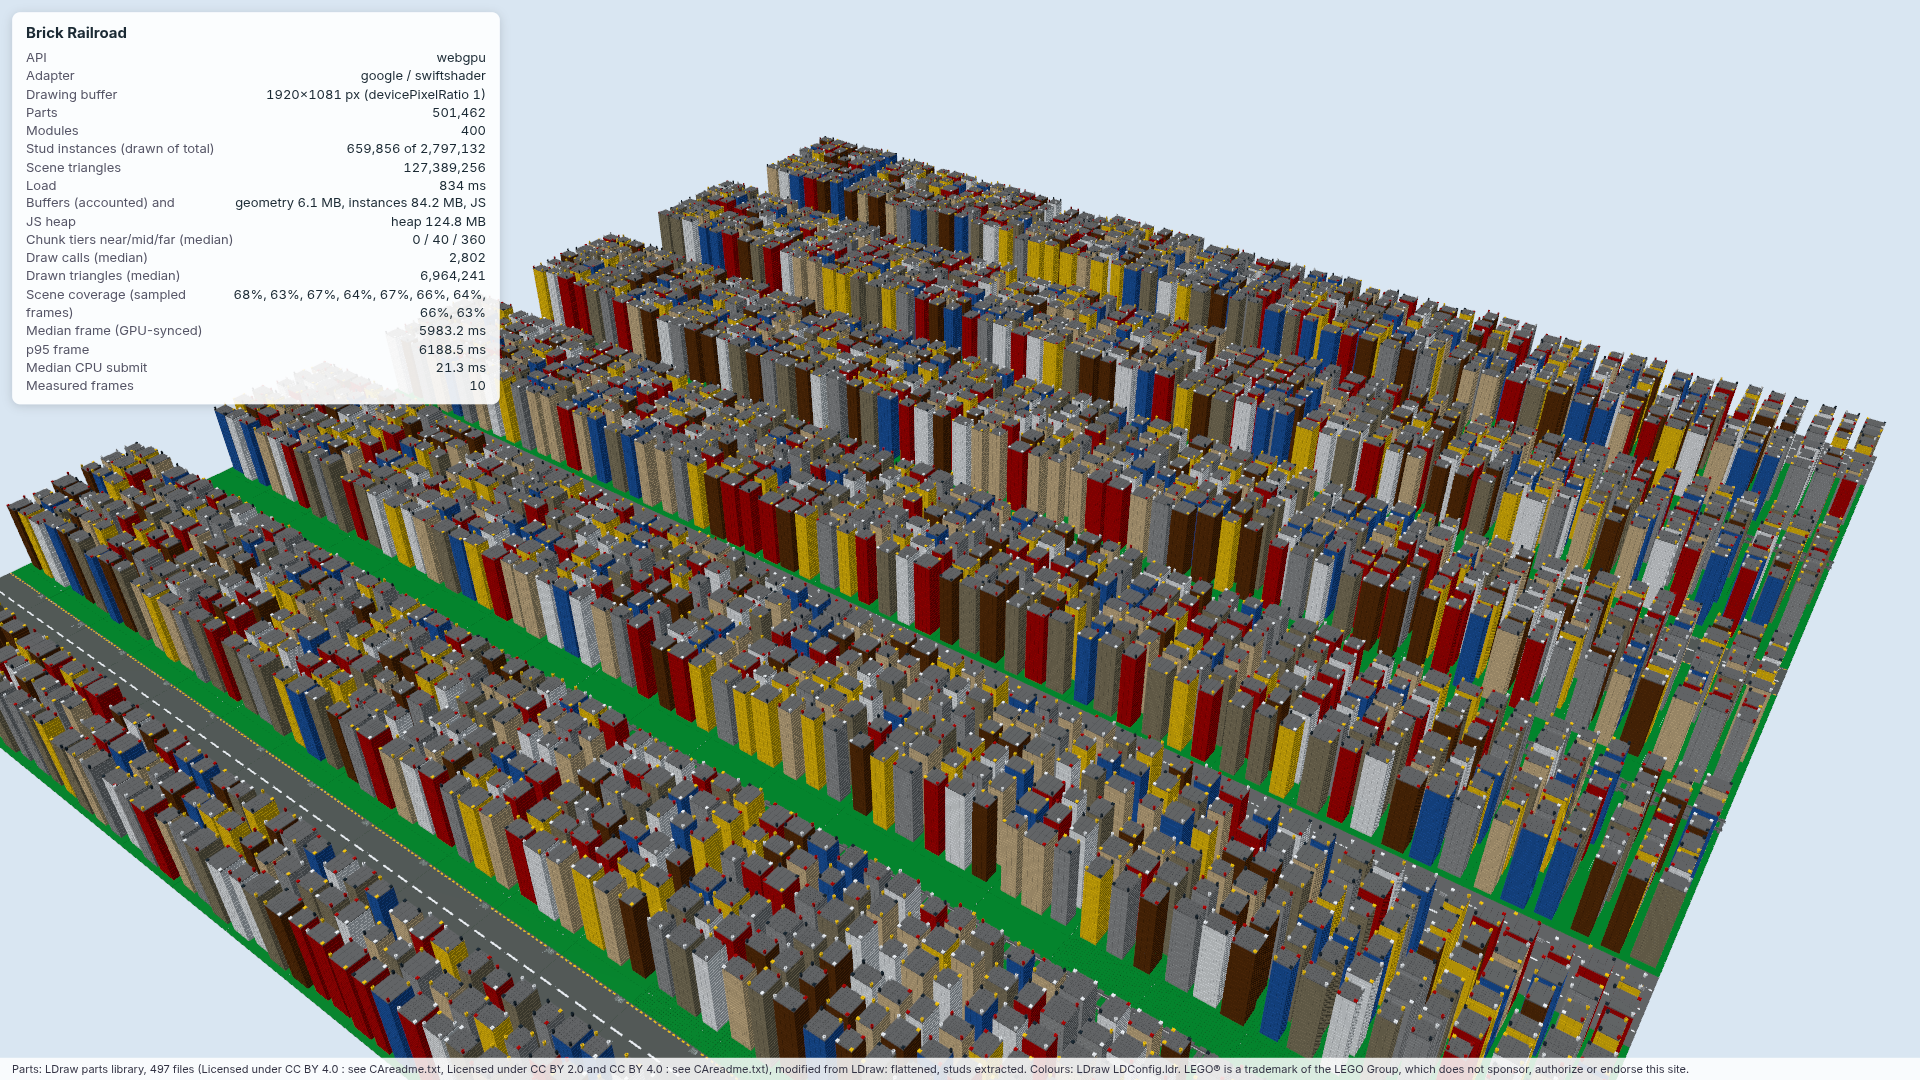 Brick Railroad
API webgpu
Adapter google / swiftshader
Drawing buffer 1920×1081 px (devicePixelRatio 1)
Parts 501,462
Modules 400
Stud instances (drawn of total) 659,856 of 2,797,132
Scene triangles 127,389,256
Load 834 ms
Buffers (accounted) and geometry 6.1 MB, instances 84.2 MB, JS
JS heap heap 124.8 MB
Chunk tiers near/mid/far (median) 0 / 40 / 360
Draw calls (median) 2,802
Drawn triangles (median) 6,964,241
Scene coverage (sampled 68%, 63%, 67%, 64%, 67%, 66%, 64%,
frames) 66%, 63%
Median frame (GPU-synced) 5983.2 ms
p95 frame 6188.5 ms
Median CPU submit 21.3 ms
Measured frames 10
Parts: LDraw parts library, 497 files (Licensed under CC BY 4.0 : see CAreadme.txt, Licensed under CC BY 2.0 and CC BY 4.0 : see CAreadme.txt), modified from LDraw: flattened, studs extracted. Colours: LDraw LDConfig.ldr. LEGO® is a trademark of the LEGO Group, which does not sponsor, authorize or endorse this site.